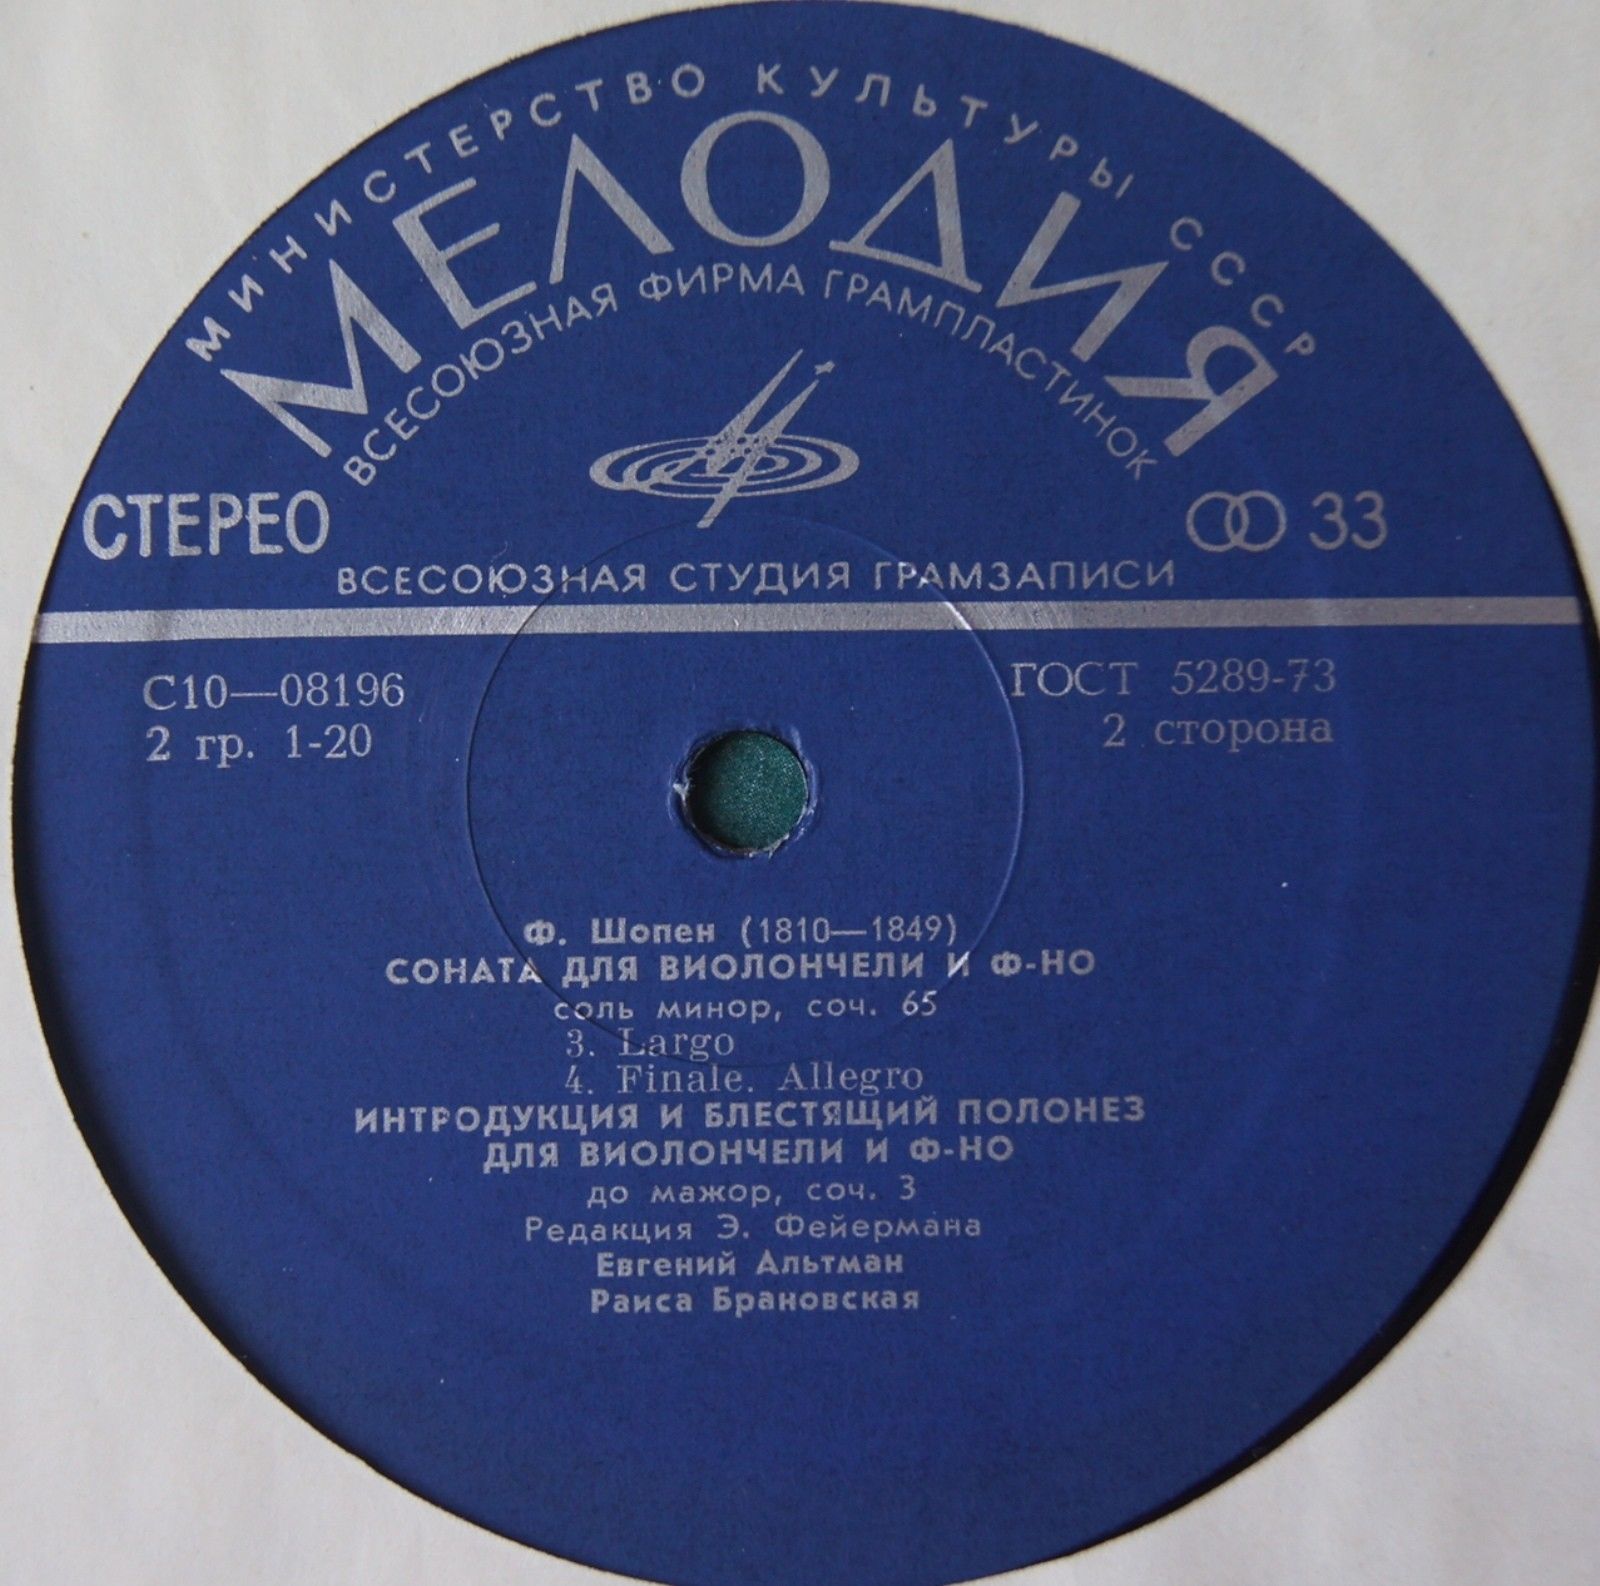 МИНИСТЕРСТВО КУЛЬТУРЫ СССР
МЕЛОДИЯ
ВСЕСОЮЗНАЯ ФИРМА ГРАМПЛАСТИНОК
СТЕРЕО
33
ВСЕСОЮЗНАЯ СТУДИЯ ГРАМЗАПИСИ
С10—08196
ГОСТ 5289-73
2 гр. 1-20
2 сторона
Ф. Шопен (1810—1849)
СОНАТА ДЛЯ ВИОЛОНЧЕЛИ И Ф-НО
соль минор, соч. 65
3. Largo
4. Finale. Allegro
ИНТРОДУКЦИЯ И БЛЕСТЯЩИЙ ПОЛОНЕЗ
ДЛЯ ВИОЛОНЧЕЛИ И Ф-НО
до мажор, соч. 3
Редакция Э. Фейермана
Евгений Альтман
Раиса Брановская